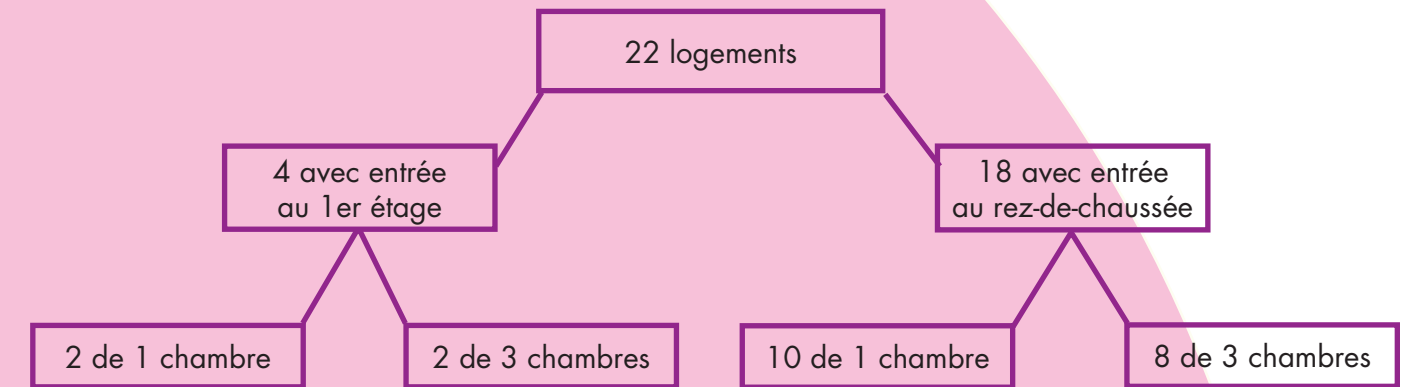 22 logements
4 avec entrée
au 1er étage
18 avec entrée
au rez-de-chaussée
2 de 1 chambre
2 de 3 chambres
10 de 1 chambre
8 de 3 chambres